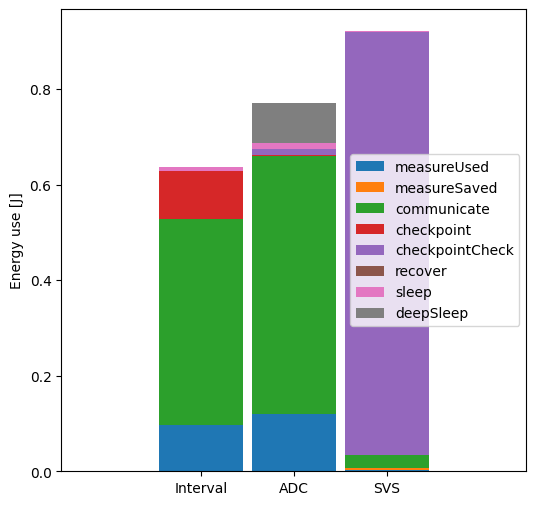 Energy use [J]
0.8
0.6
0.4
0.2
0.0
Interval
ADC
SVS
measureUsed
measureSaved
communicate
checkpoint
checkpointCheck
recover
sleep
deepSleep